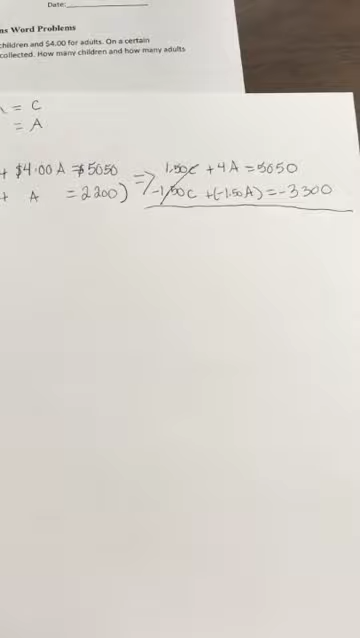 Date:
ns Word Problems
children and $4.00 for adults. On a certain
collected. How many children and how many adults
= C
= A
+ $4.00 A = $5050
+ A = 2200)
=> 1.50C + 4A = 5050
-1.50C + (-1.50A) = -3300